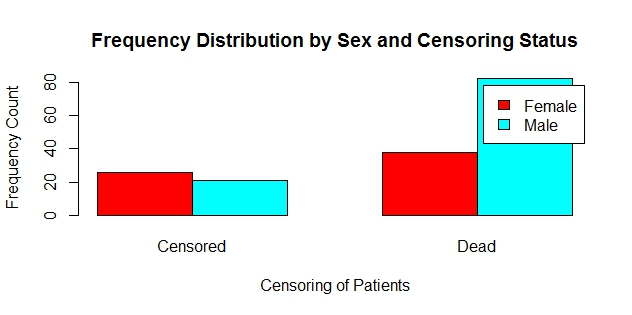 Frequency Distribution by Sex and Censoring Status
Frequency Count
80
60
40
20
0
Female
Male
Censored
Dead
Censoring of Patients